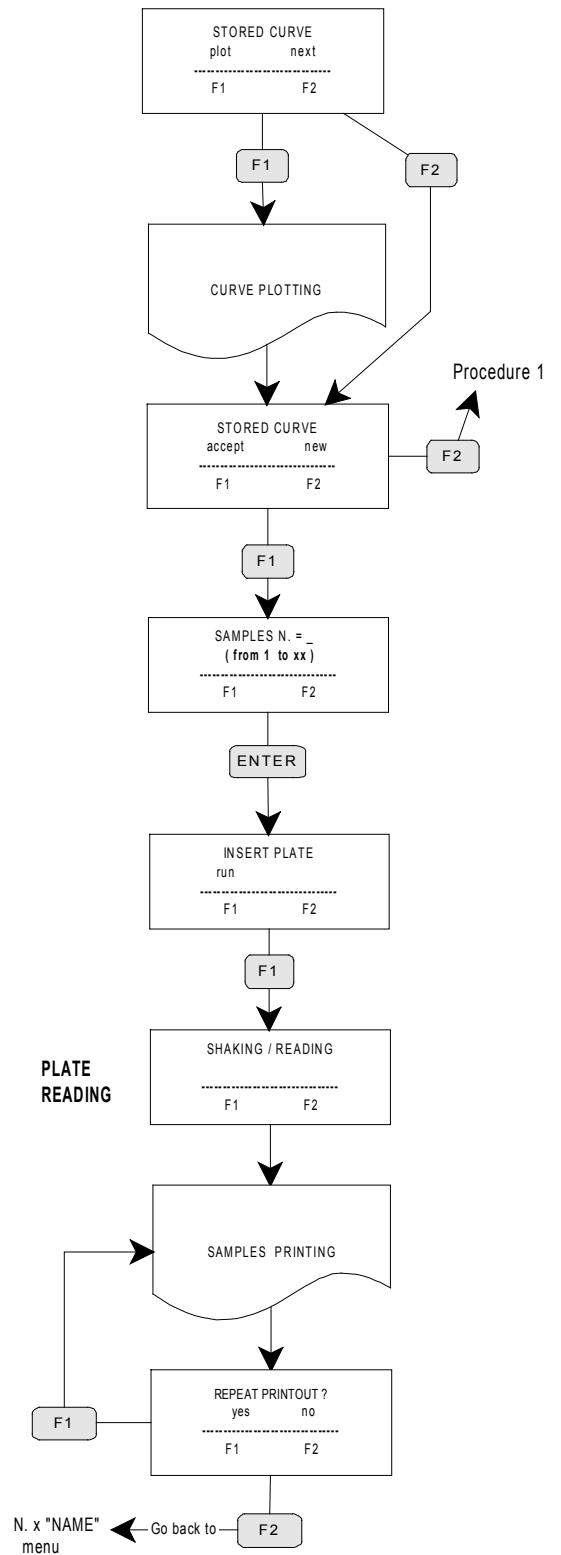 STORED CURVE
plot next
--------------------------------
F1 F2
F1
F2
CURVE PLOTTING
Procedure 1
STORED CURVE
accept new
--------------------------------
F1 F2
F2
F1
SAMPLES N. = _
( from 1 to xx )
--------------------------------
F1 F2
ENTER
INSERT PLATE
run
--------------------------------
F1 F2
F1
SHAKING / READING
--------------------------------
F1 F2
PLATE
READING
SAMPLES PRINTING
REPEAT PRINTOUT ?
yes no
--------------------------------
F1 F2
F1
N. x "NAME"
menu
Go back to
F2